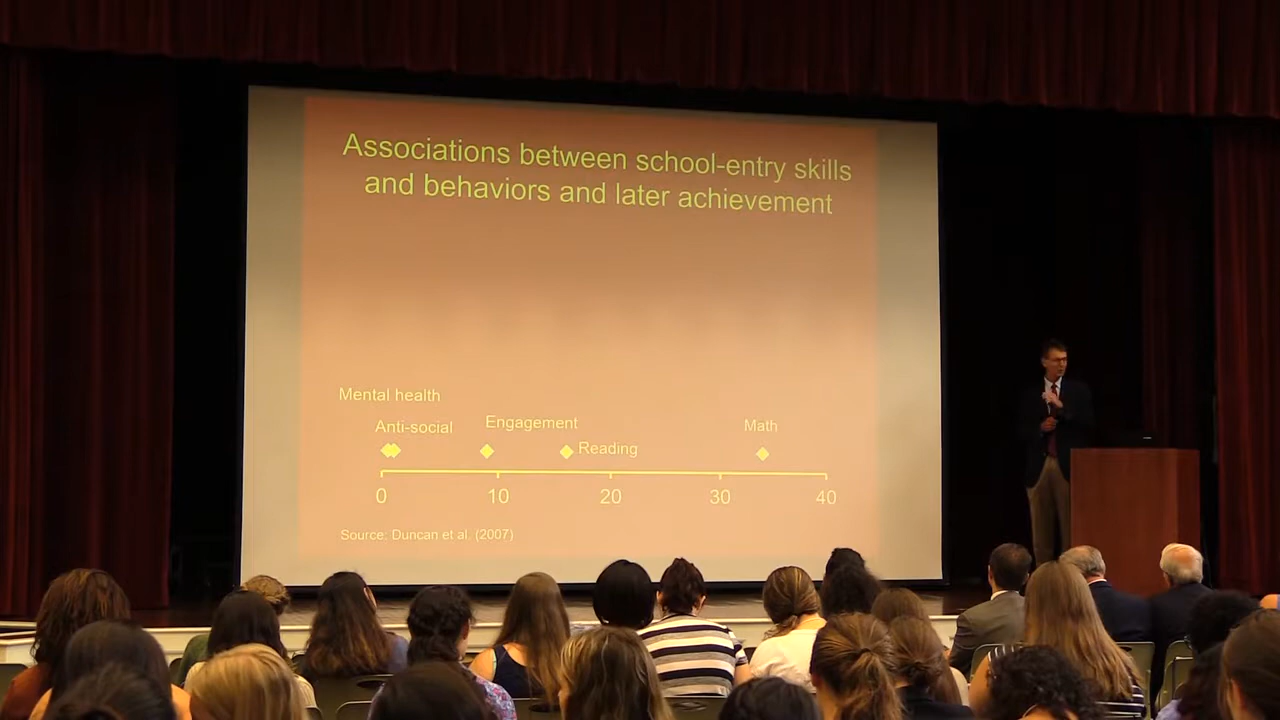 Associations between school-entry skills
and behaviors and later achievement
Mental health
Anti-social
Engagement
Math
Reading
0 10 20 30 40
Source: Duncan et al. (2007)